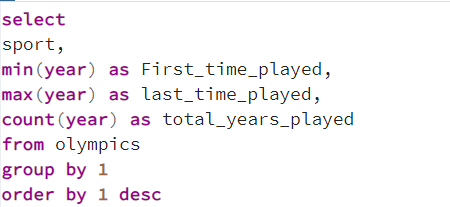 select
sport,
min(year) as First_time_played,
max(year) as last_time_played,
count(year) as total_years_played
from olympics
group by 1
order by 1 desc